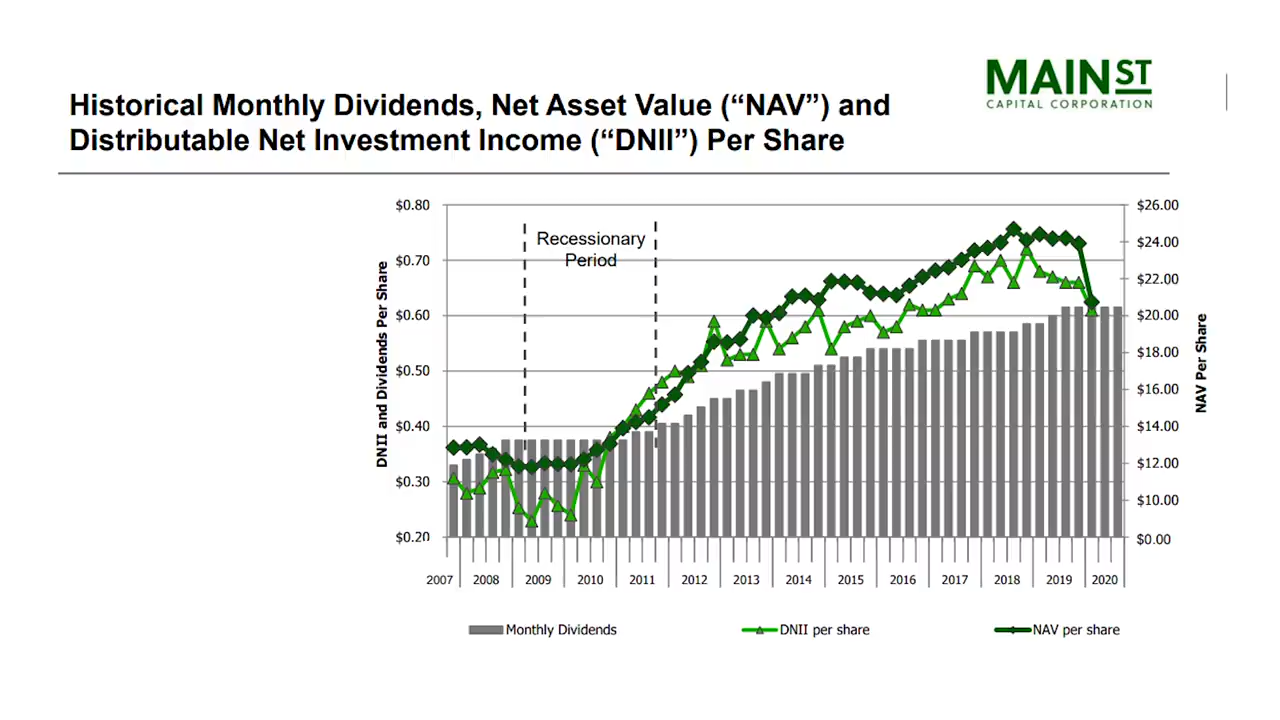 MAINST
CAPITAL CORPORATION
Historical Monthly Dividends, Net Asset Value (“NAV”) and
Distributable Net Investment Income (“DNII”) Per Share
DNII and Dividends Per Share
$0.80
$0.70
$0.60
$0.50
$0.40
$0.30
$0.20
Recessionary
Period
$26.00
$24.00
$22.00
$20.00
$18.00
$16.00
$14.00
$12.00
$10.00
$0.00
NAV Per Share
2007 2008 2009 2010 2011 2012 2013 2014 2015 2016 2017 2018 2019 2020
Monthly Dividends DNII per share NAV per share